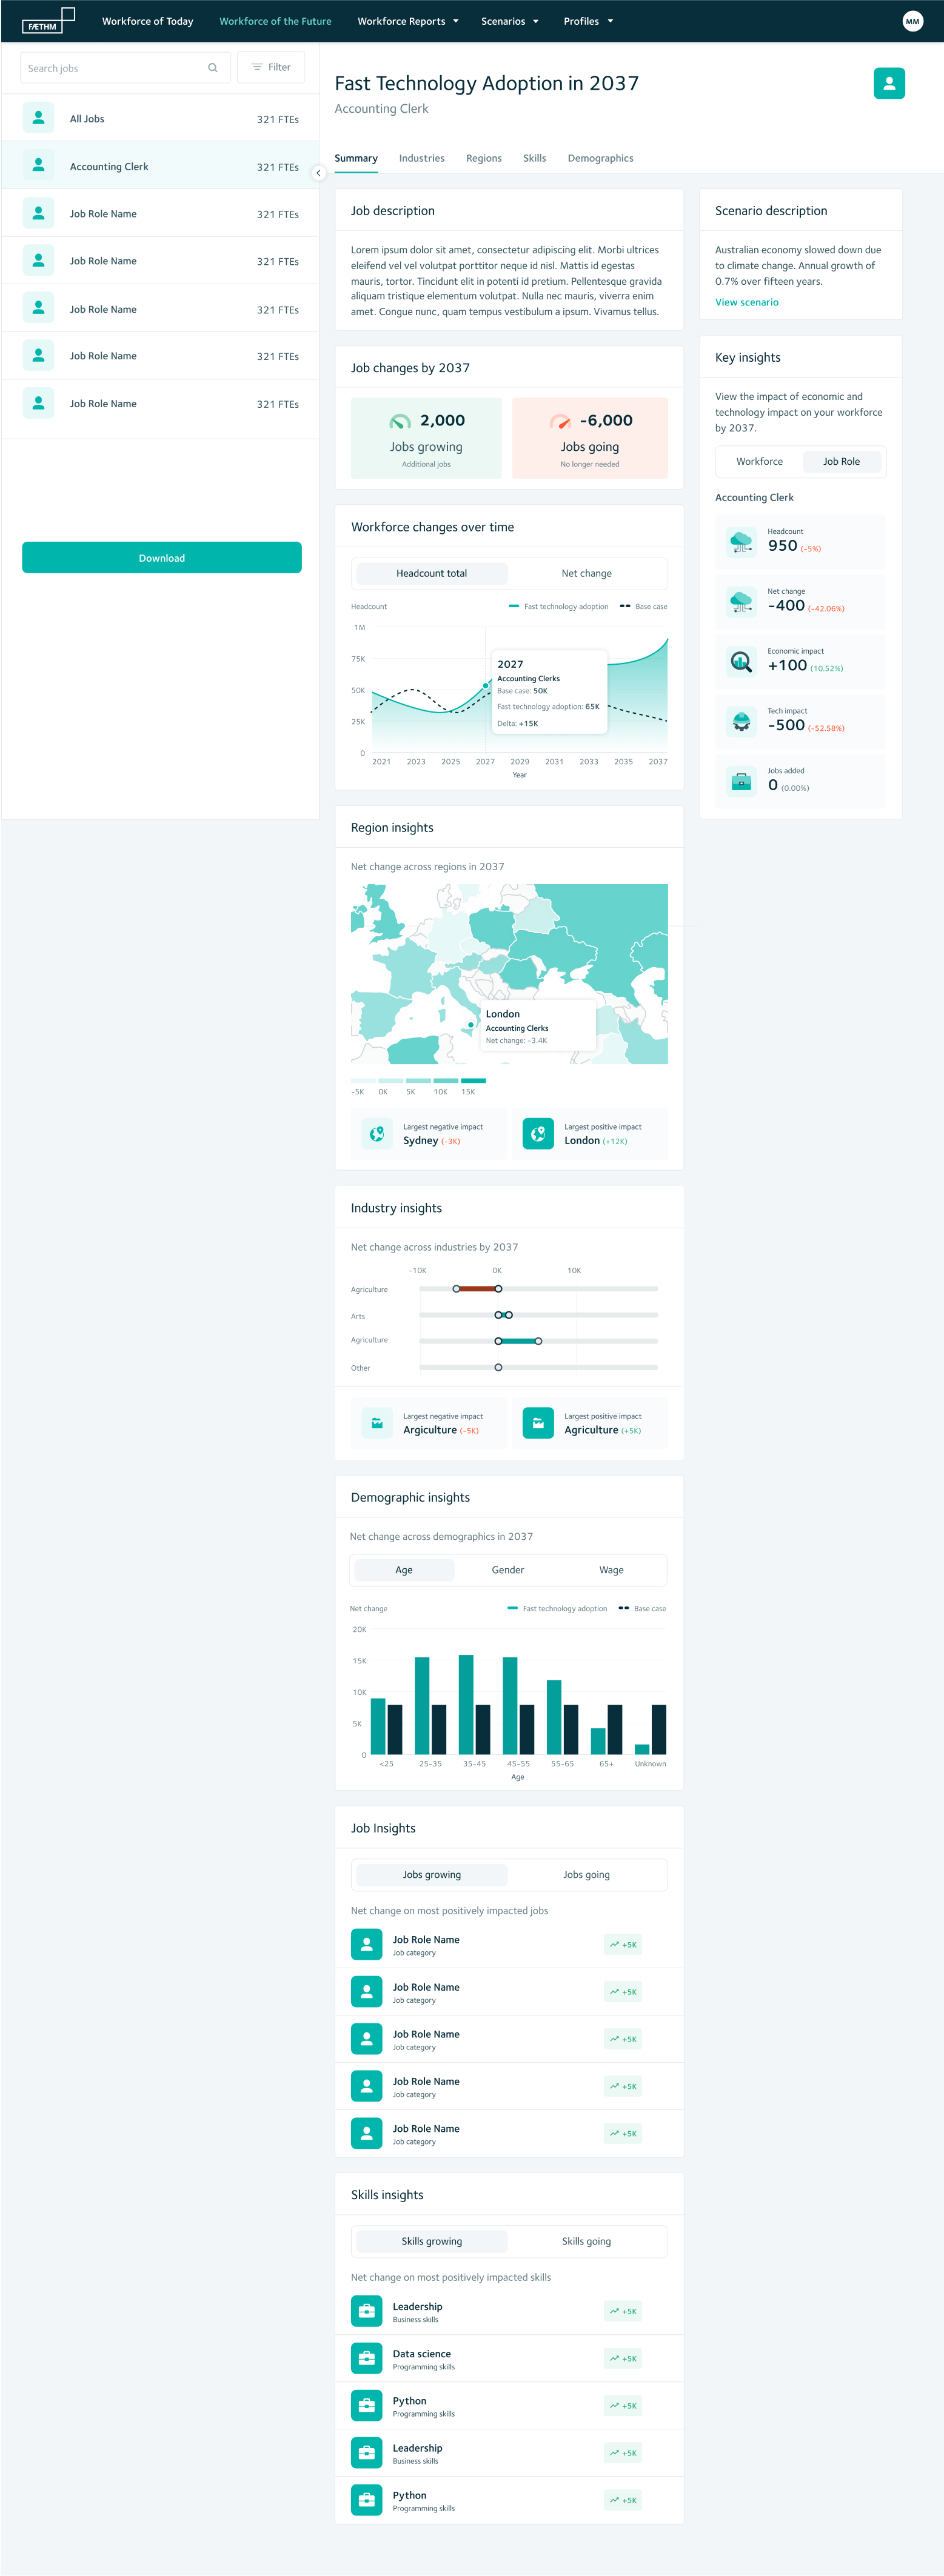 FÆTHM
Workforce of Today
Workforce of the Future
Workforce Reports
Scenarios
Profiles
MM
Search jobs
Filter
All Jobs
321 FTEs
Accounting Clerk
321 FTEs
Job Role Name
321 FTEs
Job Role Name
321 FTEs
Job Role Name
321 FTEs
Job Role Name
321 FTEs
Job Role Name
321 FTEs
Download
Fast Technology Adoption in 2037
Accounting Clerk
Summary
Industries
Regions
Skills
Demographics
Job description
Lorem ipsum dolor sit amet, consectetur adipiscing elit. Morbi ultrices
eleifend vel vel volutpat porttitor neque id nisl. Mattis id egestas
mauris, tortor. Tincidunt elit in potenti id pretium. Pellentesque gravida
aliquam tristique elementum volutpat. Nulla nec mauris, viverra enim
amet. Congue nunc, quam tempus vestibulum a ipsum. Vivamus tellus.
Job changes by 2037
2,000
Jobs growing
Additional jobs
-6,000
Jobs going
No longer needed
Workforce changes over time
Headcount total
Net change
Headcount
Fast technology adoption
Base case
1M
75K
50K
25K
0
2027
Accounting Clerks
Base case: 50K
Fast technology adoption: 65K
Delta: +15K
2021
2023
2025
2027
2029
2031
2033
2035
2037
Year
Region insights
Net change across regions in 2037
London
Accounting Clerks
Net change: -3.4K
-5K
0K
5K
10K
15K
Largest negative impact
Sydney (-3K)
Largest positive impact
London (+12K)
Industry insights
Net change across industries by 2037
-10K
0K
10K
Agriculture
Arts
Agriculture
Other
Largest negative impact
Argiculture (-5K)
Largest positive impact
Agriculture (+5K)
Demographic insights
Net change across demographics in 2037
Age
Gender
Wage
Net change
Fast technology adoption
Base case
20K
15K
10K
5K
0
<25
25-35
35-45
45-55
55-65
65+
Unknown
Age
Job Insights
Jobs growing
Jobs going
Net change on most positively impacted jobs
Job Role Name
Job category
+5K
Job Role Name
Job category
+5K
Job Role Name
Job category
+5K
Job Role Name
Job category
+5K
Job Role Name
Job category
+5K
Skills insights
Skills growing
Skills going
Net change on most positively impacted skills
Leadership
Business skills
+5K
Data science
Programming skills
+5K
Python
Programming skills
+5K
Leadership
Business skills
+5K
Python
Programming skills
+5K
Scenario description
Australian economy slowed down due
to climate change. Annual growth of
0.7% over fifteen years.
View scenario
Key insights
View the impact of economic and
technology impact on your workforce
by 2037.
Workforce
Job Role
Accounting Clerk
Headcount
950 (-5%)
Net change
-400 (-42.06%)
Economic impact
+100 (10.52%)
Tech impact
-500 (-52.58%)
Jobs added
0 (0.00%)